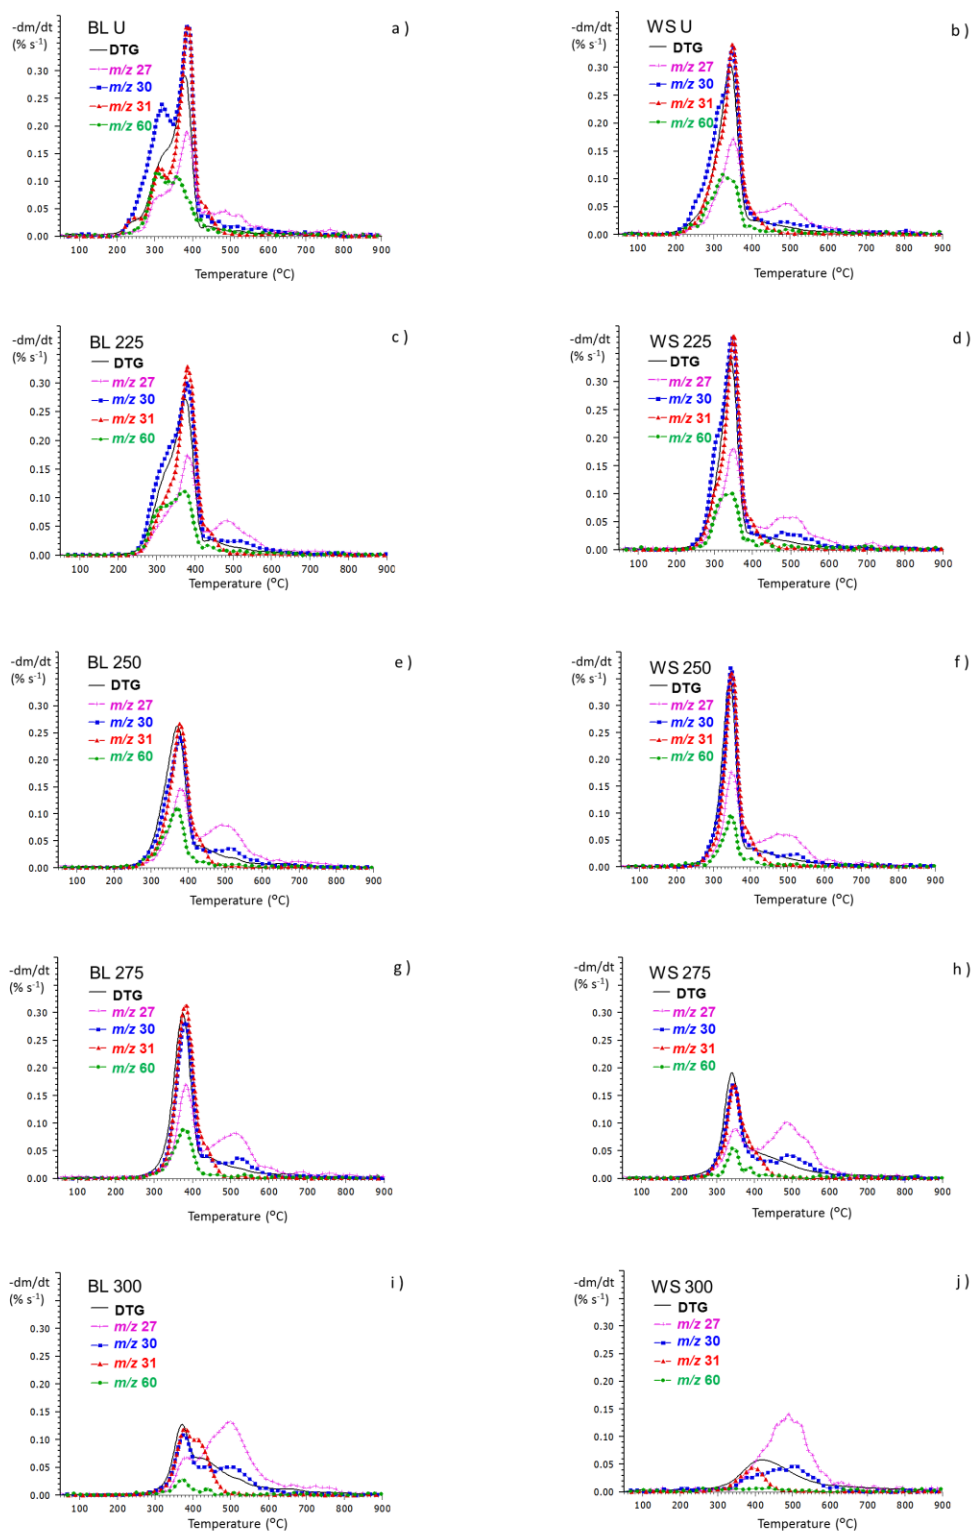 -dm/dt
(% s-1)
BL U
a )
DTG
m/z 27
m/z 30
m/z 31
m/z 60
0.30
0.25
0.20
0.15
0.10
0.05
0.00
100 200 300 400 500 600 700 800 900
Temperature (°C)
-dm/dt
(% s-1)
WS U
b )
DTG
m/z 27
m/z 30
m/z 31
m/z 60
0.30
0.25
0.20
0.15
0.10
0.05
0.00
100 200 300 400 500 600 700 800 900
Temperature (°C)
-dm/dt
(% s-1)
BL 225
c )
DTG
m/z 27
m/z 30
m/z 31
m/z 60
0.30
0.25
0.20
0.15
0.10
0.05
0.00
100 200 300 400 500 600 700 800 900
Temperature (°C)
-dm/dt
(% s-1)
WS 225
d )
DTG
m/z 27
m/z 30
m/z 31
m/z 60
0.30
0.25
0.20
0.15
0.10
0.05
0.00
100 200 300 400 500 600 700 800 900
Temperature (°C)
-dm/dt
(% s-1)
BL 250
e )
DTG
m/z 27
m/z 30
m/z 31
m/z 60
0.30
0.25
0.20
0.15
0.10
0.05
0.00
100 200 300 400 500 600 700 800 900
Temperature (°C)
-dm/dt
(% s-1)
WS 250
f )
DTG
m/z 27
m/z 30
m/z 31
m/z 60
0.30
0.25
0.20
0.15
0.10
0.05
0.00
100 200 300 400 500 600 700 800 900
Temperature (°C)
-dm/dt
(% s-1)
BL 275
g )
DTG
m/z 27
m/z 30
m/z 31
m/z 60
0.30
0.25
0.20
0.15
0.10
0.05
0.00
100 200 300 400 500 600 700 800 900
Temperature (°C)
-dm/dt
(% s-1)
WS 275
h )
DTG
m/z 27
m/z 30
m/z 31
m/z 60
0.30
0.25
0.20
0.15
0.10
0.05
0.00
100 200 300 400 500 600 700 800 900
Temperature (°C)
-dm/dt
(% s-1)
BL 300
i )
DTG
m/z 27
m/z 30
m/z 31
m/z 60
0.30
0.25
0.20
0.15
0.10
0.05
0.00
100 200 300 400 500 600 700 800 900
Temperature (°C)
-dm/dt
(% s-1)
WS 300
j )
DTG
m/z 27
m/z 30
m/z 31
m/z 60
0.30
0.25
0.20
0.15
0.10
0.05
0.00
100 200 300 400 500 600 700 800 900
Temperature (°C)